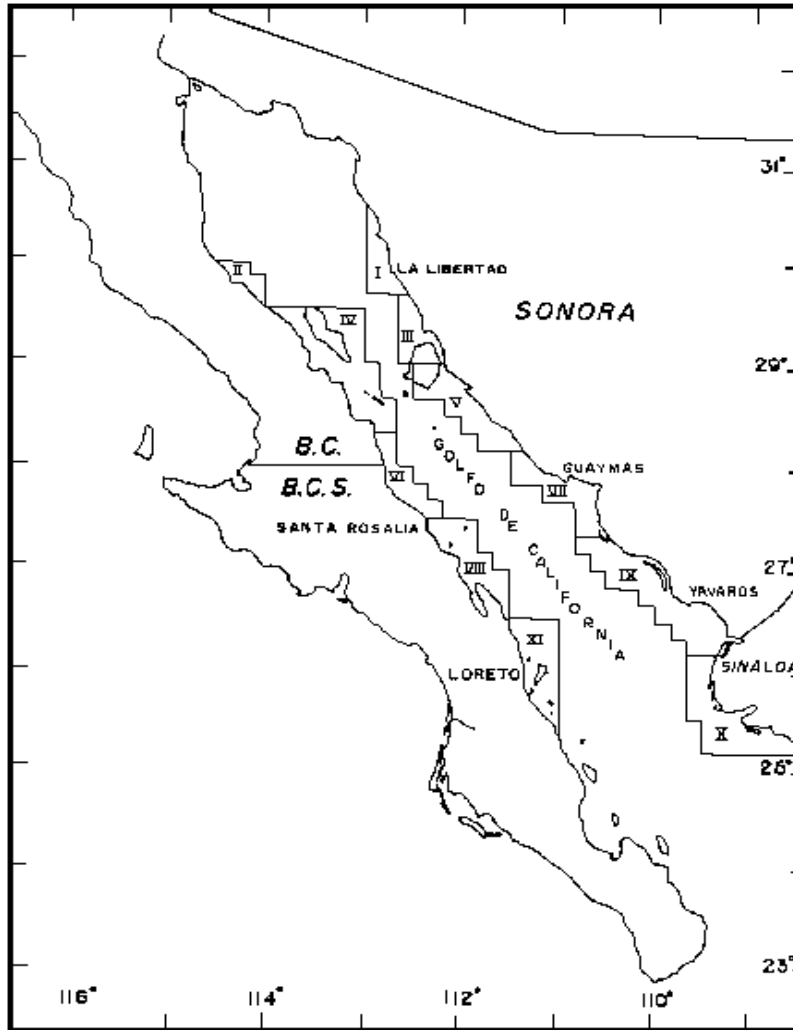 31°
II
I
LA LIBERTAD
IV
SONORA
III
29°
V
B.C.
GOLFO DE CALIFORNIA
GUAYMAS
B.C.S.
VI
VII
SANTA ROSALIA
VIII
IX
27°
YAVAROS
XI
LORETO
SINALOA
X
25°
23°
116° 114° 112° 110°